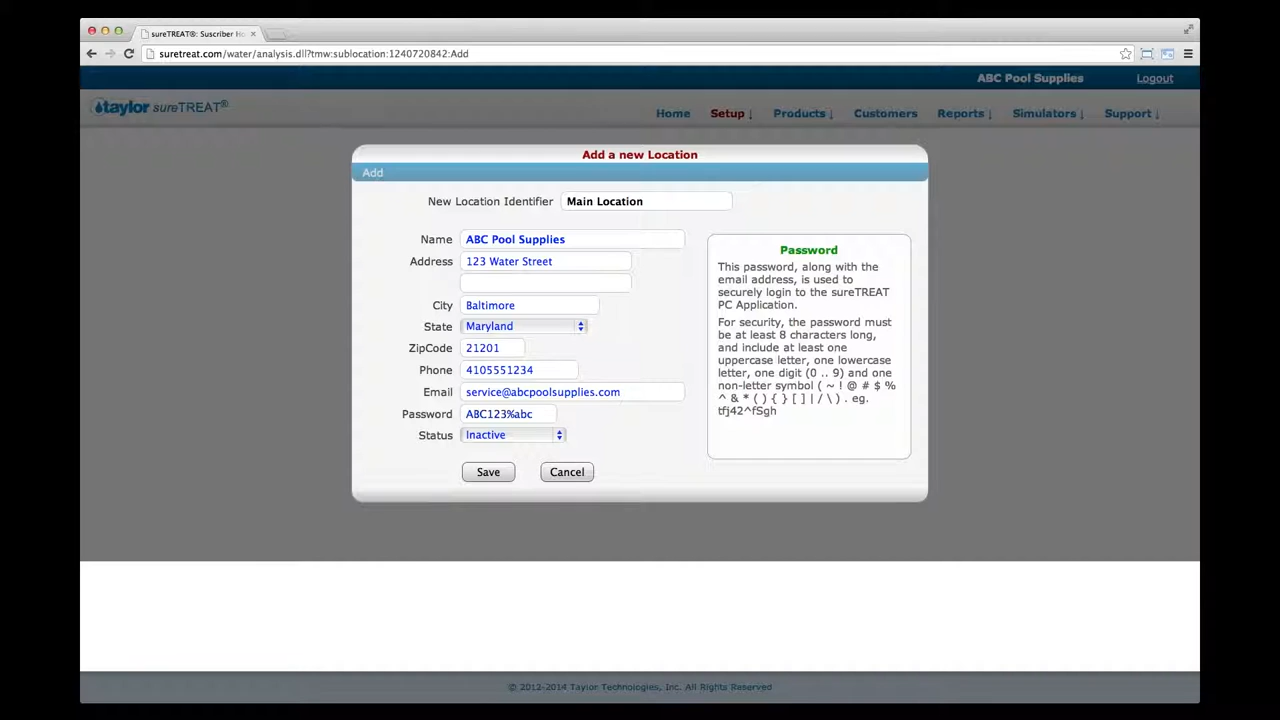 sureTREAT®: Suscriber Ho
suretreat.com/water/analysis.dll?tmw:sublocation:1240720842:Add
ABC Pool Supplies
Logout
taylor sureTREAT®
Home Setup ↓ Products ↓ Customers Reports ↓ Simulators ↓ Support ↓
Add a new Location
Add
New Location Identifier Main Location
Name ABC Pool Supplies
Address 123 Water Street
City Baltimore
State Maryland
ZipCode 21201
Phone 4105551234
Email service@abcpoolsupplies.com
Password ABC123%abc
Status Inactive
Save Cancel
Password
This password, along with the
email address, is used to
securely login to the sureTREAT
PC Application.
For security, the password must
be at least 8 characters long,
and include at least one
uppercase letter, one lowercase
letter, one digit (0 .. 9) and one
non-letter symbol ( ~ ! @ # $ %
^ & * ( ) { } [ ] | / \ ) . eg.
tfj42^fSgh
© 2012-2014 Taylor Technologies, Inc. All Rights Reserved